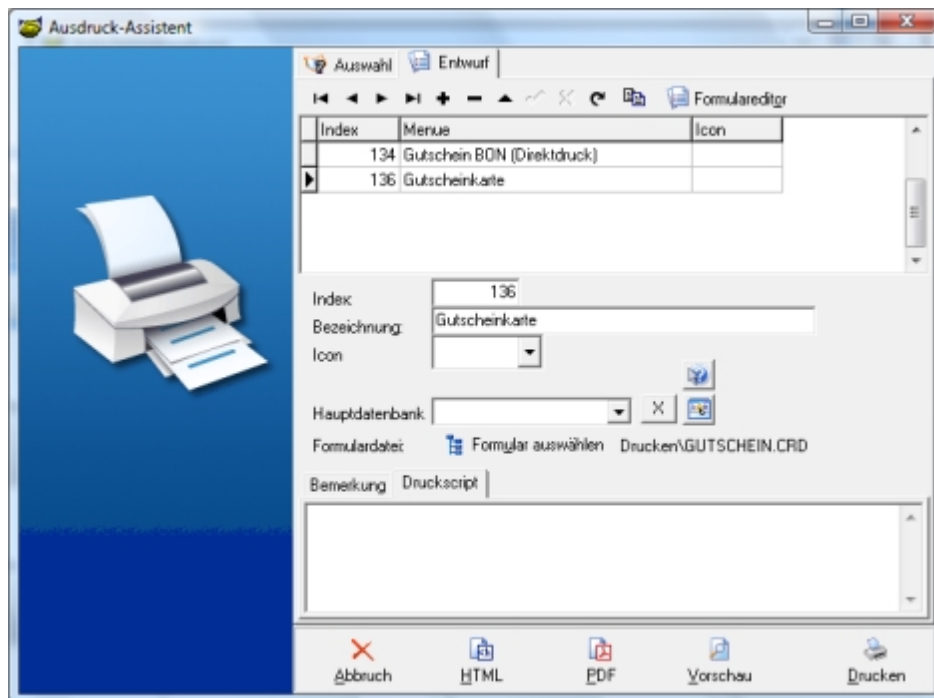 Ausdruck-Assistent
Auswahl Entwurf
Formulareditor
Index Menue Icon
134 Gutschein BON (Direktdruck)
136 Gutscheinkarte
Index: 136
Bezeichnung: Gutscheinkarte
Icon
Hauptdatenbank X
Formulardatei: Formular auswählen Drucken\GUTSCHEIN.CRD
Bemerkung Druckscript
Abbruch HTML PDF Vorschau Drucken